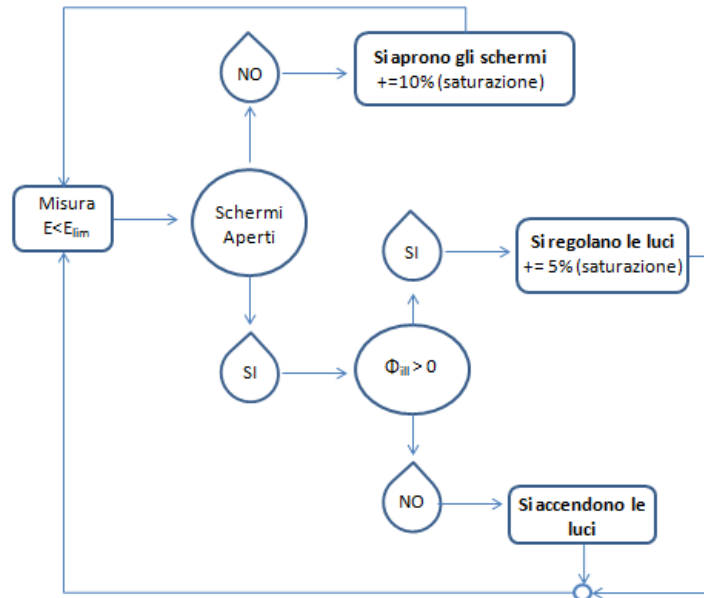 Si aprono gli schermi
+=10% (saturazione)
NO
Misura
E<Elim
Schermi
Aperti
SI
Si regolano le luci
+= 5% (saturazione)
SI
Φill > 0
NO
Si accendono le
luci